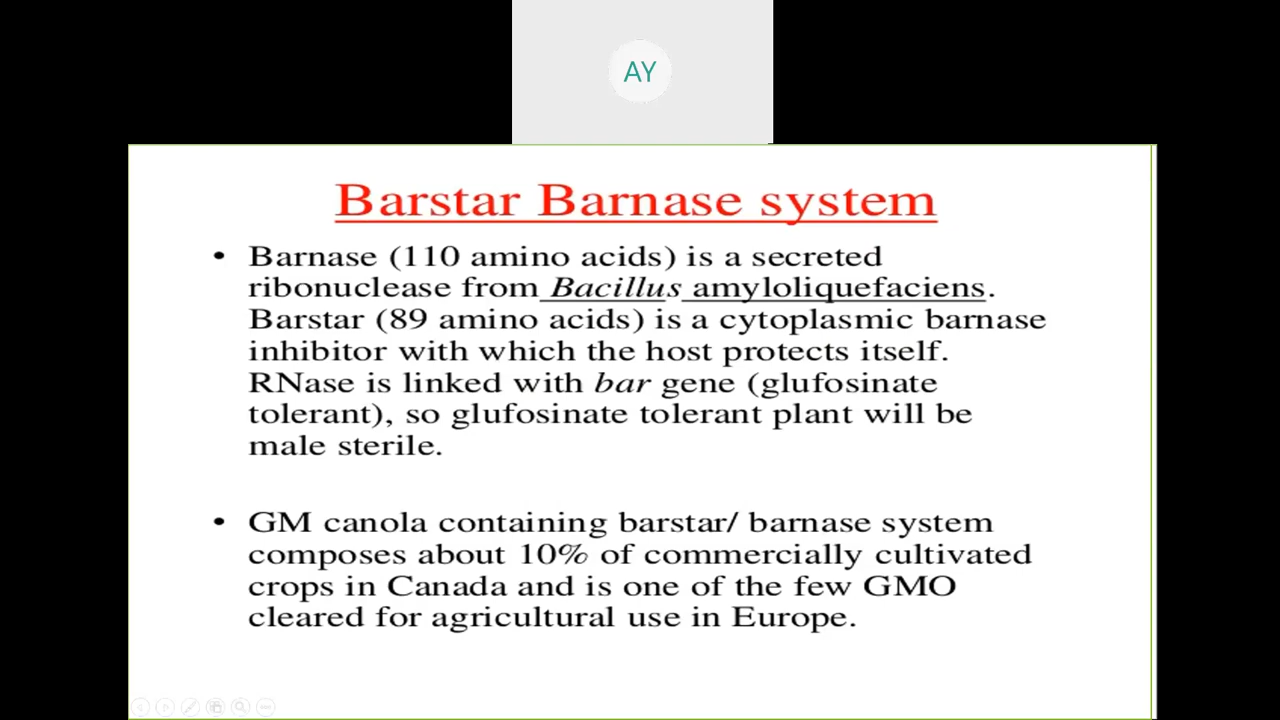 AY
Barstar Barnase system
• Barnase (110 amino acids) is a secreted
ribonuclease from Bacillus amyloliquefaciens.
Barstar (89 amino acids) is a cytoplasmic barnase
inhibitor with which the host protects itself.
RNase is linked with bar gene (glufosinate
tolerant), so glufosinate tolerant plant will be
male sterile.
• GM canola containing barstar/ barnase system
composes about 10% of commercially cultivated
crops in Canada and is one of the few GMO
cleared for agricultural use in Europe.